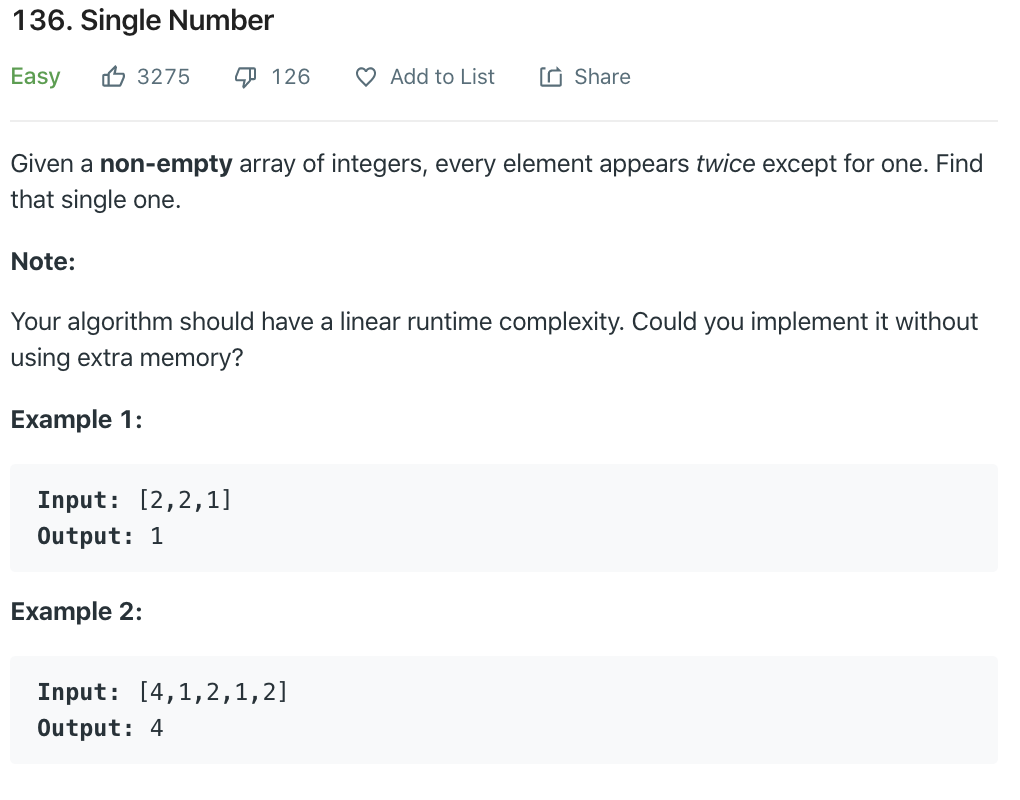 136. Single Number
Easy 3275 126 Add to List Share
Given a non-empty array of integers, every element appears twice except for one. Find
that single one.
Note:
Your algorithm should have a linear runtime complexity. Could you implement it without
using extra memory?
Example 1:
Input: [2,2,1]
Output: 1
Example 2:
Input: [4,1,2,1,2]
Output: 4